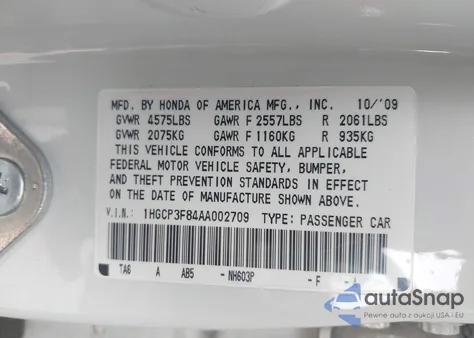 MFD. BY HONDA OF AMERICA MFG., INC. 10/'09
GVWR 4575LBS GAWR F 2557LBS R 2061LBS
GVWR 2075KG GAWR F 1160KG R 935KG
THIS VEHICLE CONFORMS TO ALL APPLICABLE
FEDERAL MOTOR VEHICLE SAFETY, BUMPER,
AND THEFT PREVENTION STANDARDS IN EFFECT
ON THE DATE OF MANUFACTURE SHOWN ABOVE.
V.I.N.: 1HGCP3F84AA002709 TYPE: PASSENGER CAR
TA6 A AB5 -NH603P -F -
autoSnap
Pewne auta z aukcji USA - EU